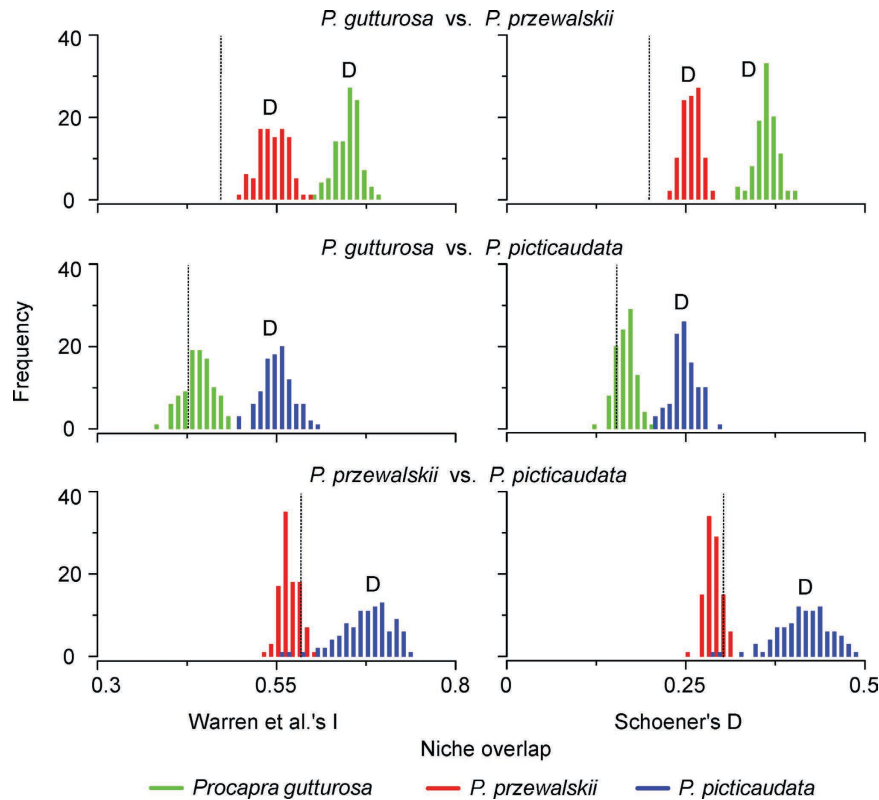 P. gutturosa vs. P. przewalskii
40
20
0
D
D
D
D
P. gutturosa vs. P. picticaudata
40
20
0
D
D
Frequency
P. przewalskii vs. P. picticaudata
40
20
0
D
D
0.3
0.55
0.8
0
0.25
0.5
Warren et al.'s I
Schoener's D
Niche overlap
Procapra gutturosa
P. przewalskii
P. picticaudata